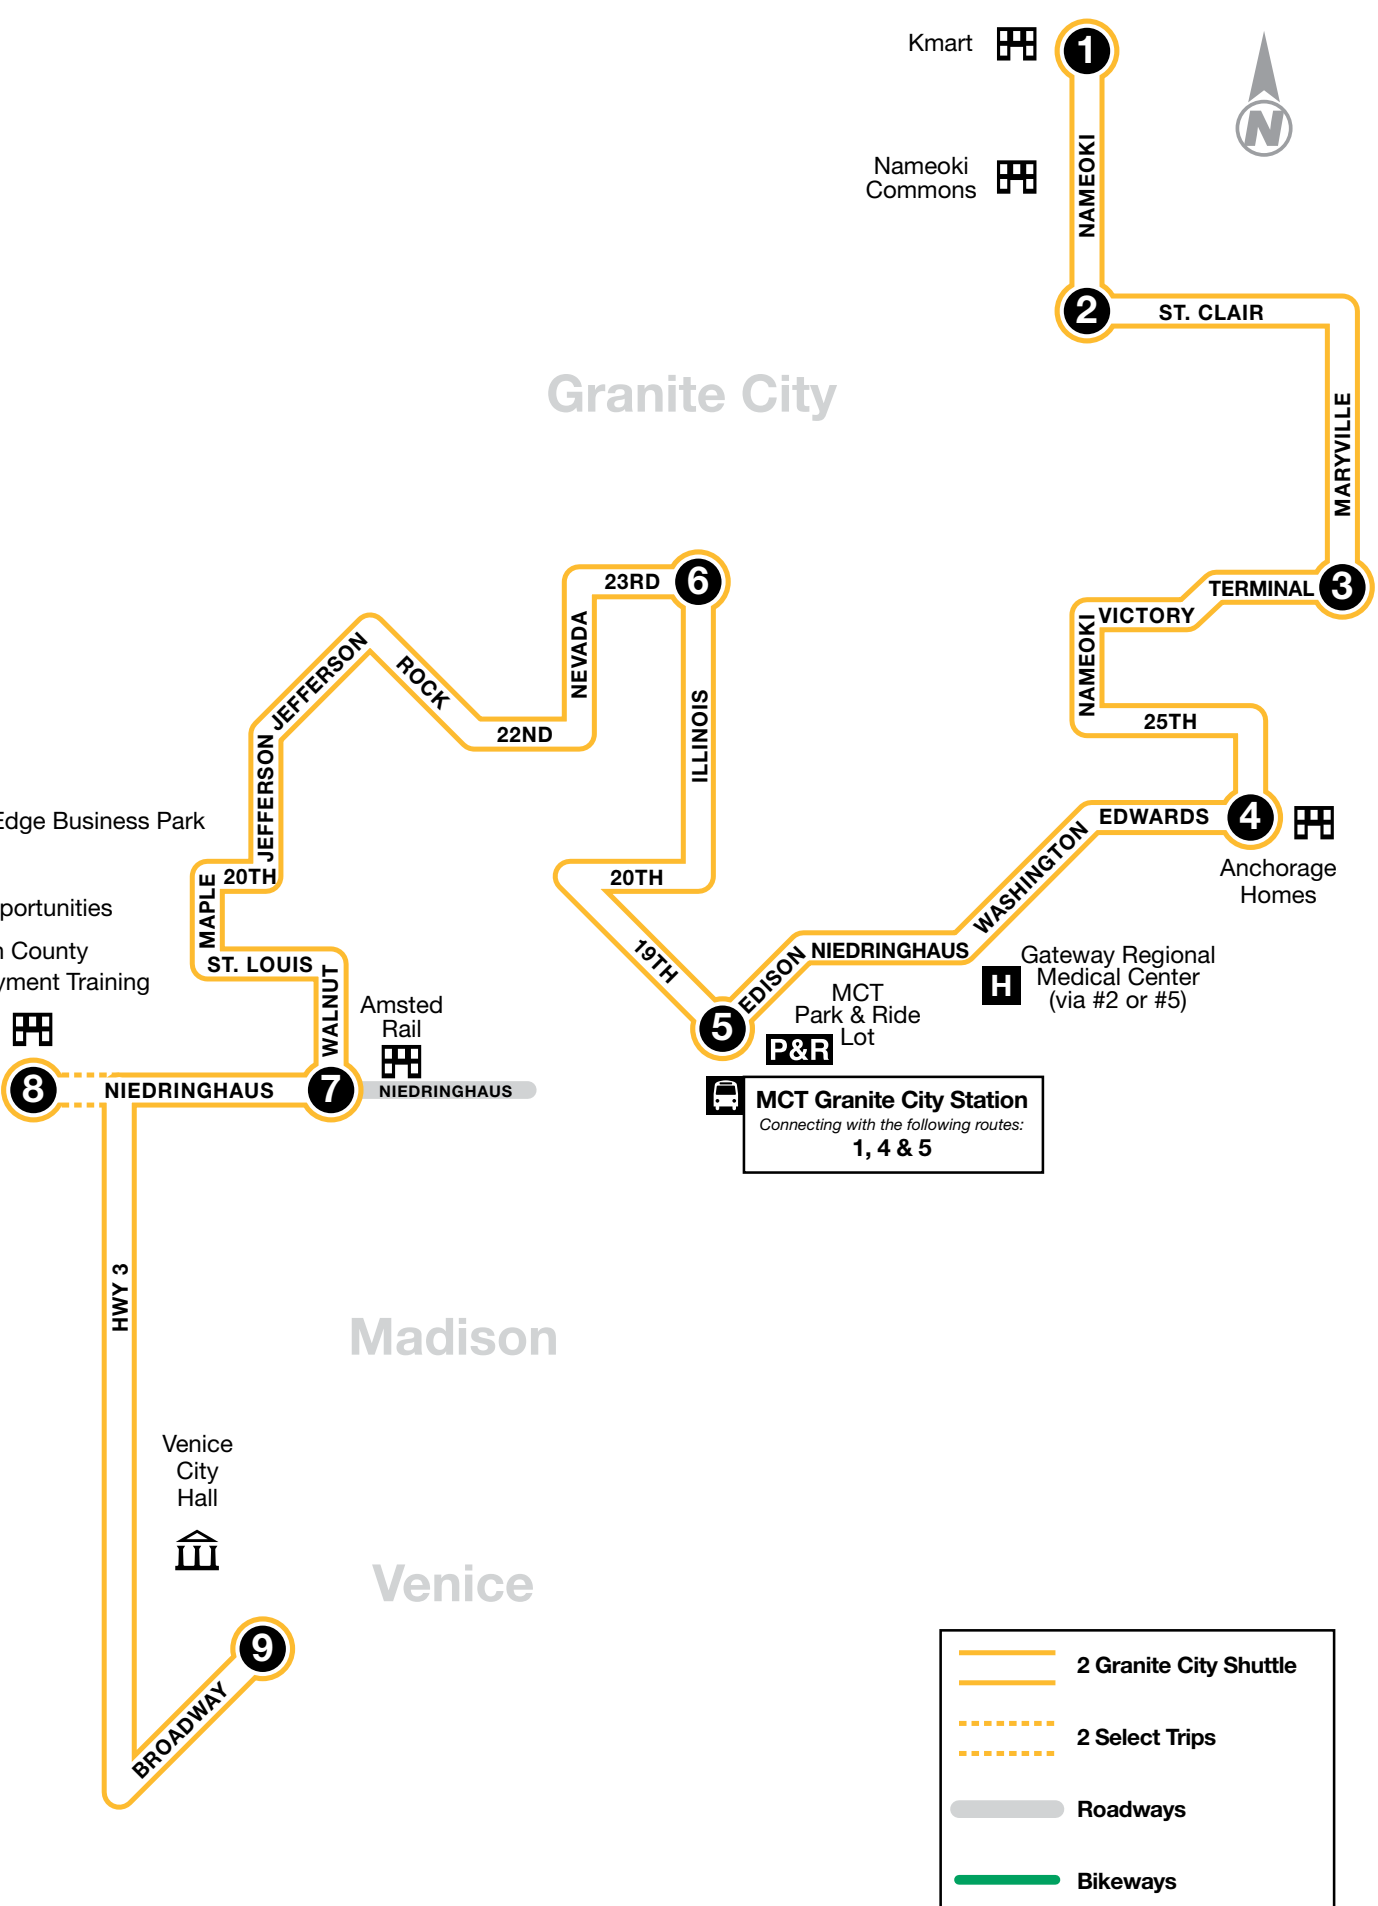 Kmart
1
N
NAMEOKI
Nameoki
Commons
2
ST. CLAIR
Granite City
MARYVILLE
3
TERMINAL
VICTORY
NAMEOKI
25TH
6
23RD
NEVADA
JEFFERSON
ROCK
22ND
ILLINOIS
JEFFERSON
4
EDWARDS
Anchorage
Homes
WASHINGTON
Edge Business Park
20TH
MAPLE
20TH
19TH
ST. LOUIS
WALNUT
NIEDRINGHAUS
EDISON
5
H
Gateway Regional
Medical Center
(via #2 or #5)
MCT
Park & Ride
Lot
P&R
County
Training
Amsted
Rail
8
NIEDRINGHAUS
7
NIEDRINGHAUS
MCT Granite City Station
Connecting with the following routes:
1, 4 & 5
HWY 3
Madison
Venice
City
Hall
Venice
9
BROADWAY
2 Granite City Shuttle
2 Select Trips
Roadways
Bikeways